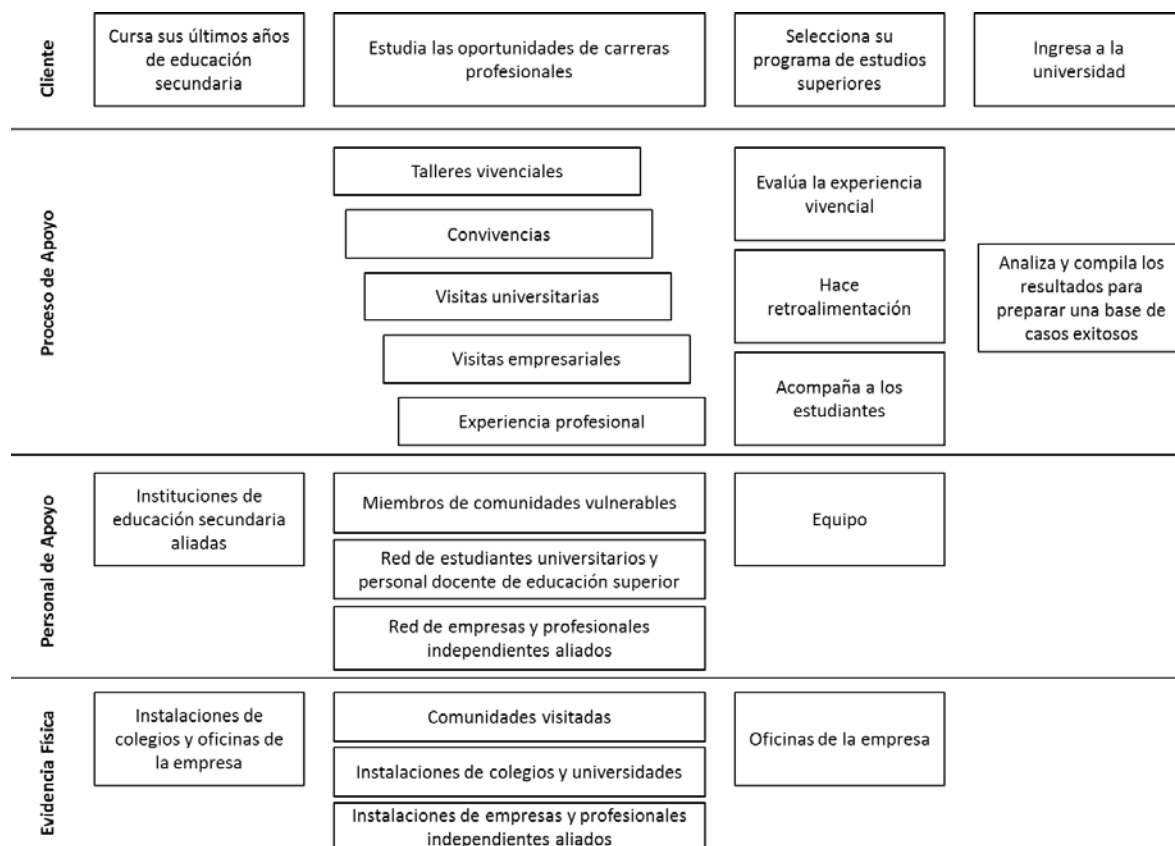 Cliente
Cursa sus últimos años
de educación
secundaria
Estudia las oportunidades de carreras
profesionales
Selecciona su
programa de estudios
superiores
Ingresa a la
universidad
Proceso de Apoyo
Talleres vivenciales
Convivencias
Visitas universitarias
Visitas empresariales
Experiencia profesional
Evalúa la experiencia
vivencial
Hace
retroalimentación
Acompaña a los
estudiantes
Analiza y compila los
resultados para
preparar una base de
casos exitosos
Personal de Apoyo
Instituciones de
educación secundaria
aliadas
Miembros de comunidades vulnerables
Red de estudiantes universitarios y
personal docente de educación superior
Red de empresas y profesionales
independientes aliados
Equipo
Evidencia Física
Instalaciones de
colegios y oficinas de
la empresa
Comunidades visitadas
Instalaciones de colegios y universidades
Instalaciones de empresas y profesionales
independientes aliados
Oficinas de la empresa